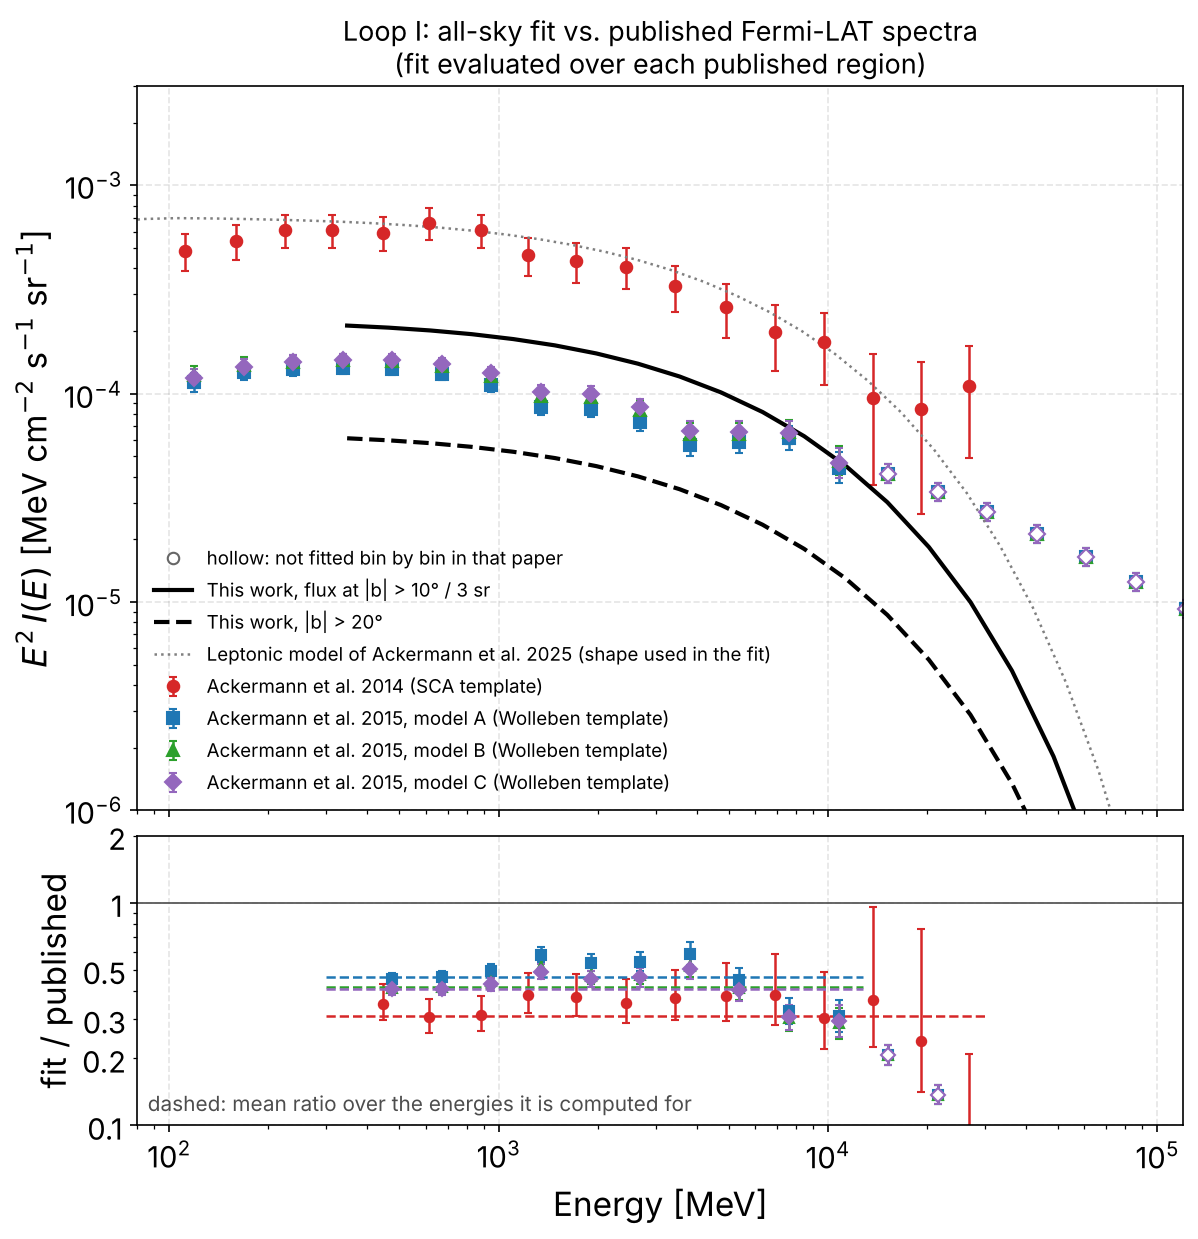 Loop I: all-sky fit vs. published Fermi-LAT spectra
(fit evaluated over each published region)
E² I(E) [MeV cm⁻² s⁻¹ sr⁻¹]
10⁻³
10⁻⁴
10⁻⁵
10⁻⁶
hollow: not fitted bin by bin in that paper
This work, flux at |b| > 10° / 3 sr
This work, |b| > 20°
Leptonic model of Ackermann et al. 2025 (shape used in the fit)
Ackermann et al. 2014 (SCA template)
Ackermann et al. 2015, model A (Wolleben template)
Ackermann et al. 2015, model B (Wolleben template)
Ackermann et al. 2015, model C (Wolleben template)
fit / published
2
1
0.5
0.3
0.2
0.1
dashed: mean ratio over the energies it is computed for
10² 10³ 10⁴ 10⁵
Energy [MeV]